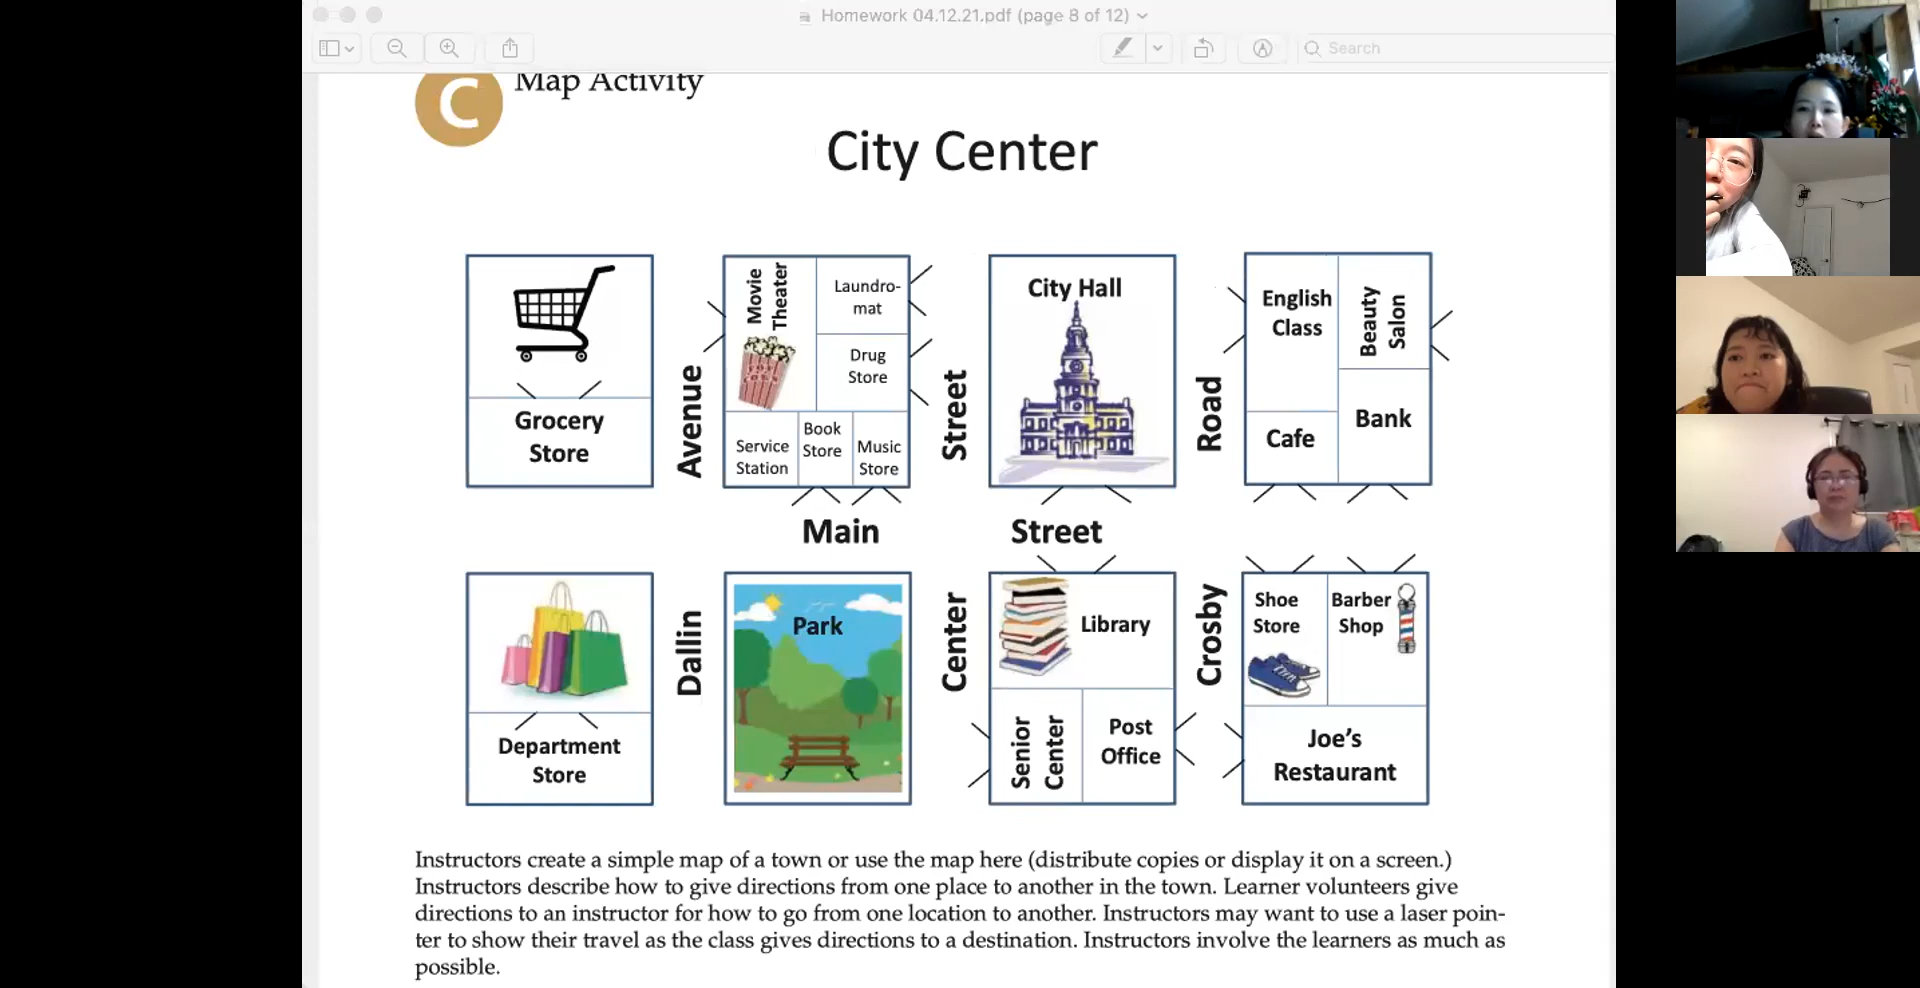 Homework 04.12.21.pdf (page 8 of 12)
Search
C
Map Activity
City Center
Grocery
Store
Avenue
Movie
Theater
Laundro-
mat
Drug
Store
Service
Station
Book
Store
Music
Store
Street
City Hall
Road
English
Class
Beauty
Salon
Cafe
Bank
Main Street
Department
Store
Dallin
Park
Center
Library
Senior
Center
Post
Office
Crosby
Shoe
Store
Barber
Shop
Joe's
Restaurant
Instructors create a simple map of a town or use the map here (distribute copies or display it on a screen.)
Instructors describe how to give directions from one place to another in the town. Learner volunteers give
directions to an instructor for how to go from one location to another. Instructors may want to use a laser poin-
ter to show their travel as the class gives directions to a destination. Instructors involve the learners as much as
possible.